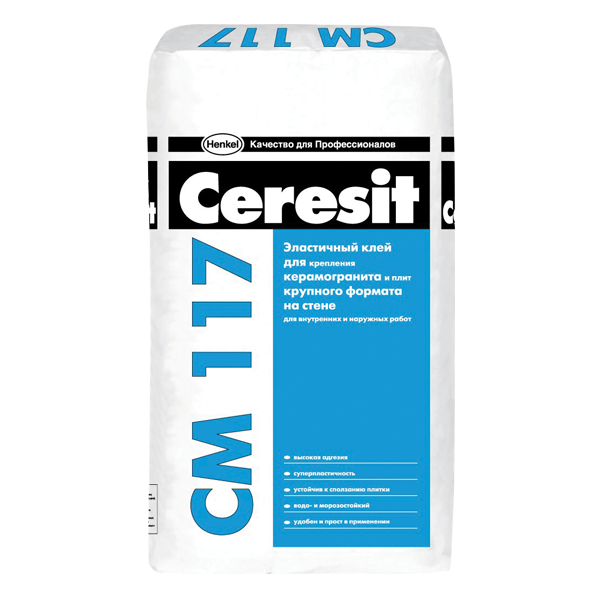 CM 117
Henkel
Качество для Профессионалов
Ceresit
CM 117
Эластичный клей
для крепления
керамогранита и плит
крупного формата
на стене
для внутренних и наружных работ
высокая адгезия
суперпластичность
устойчив к сползанию плитки
водо- и морозостойкий
удобен и прост в применении